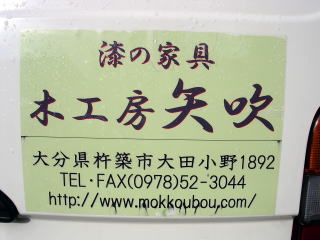 漆の家具
木工房矢吹
大分県杵築市大田小野1892
TEL・FAX(0978)52-3044
http://www.mokkoubou.com/